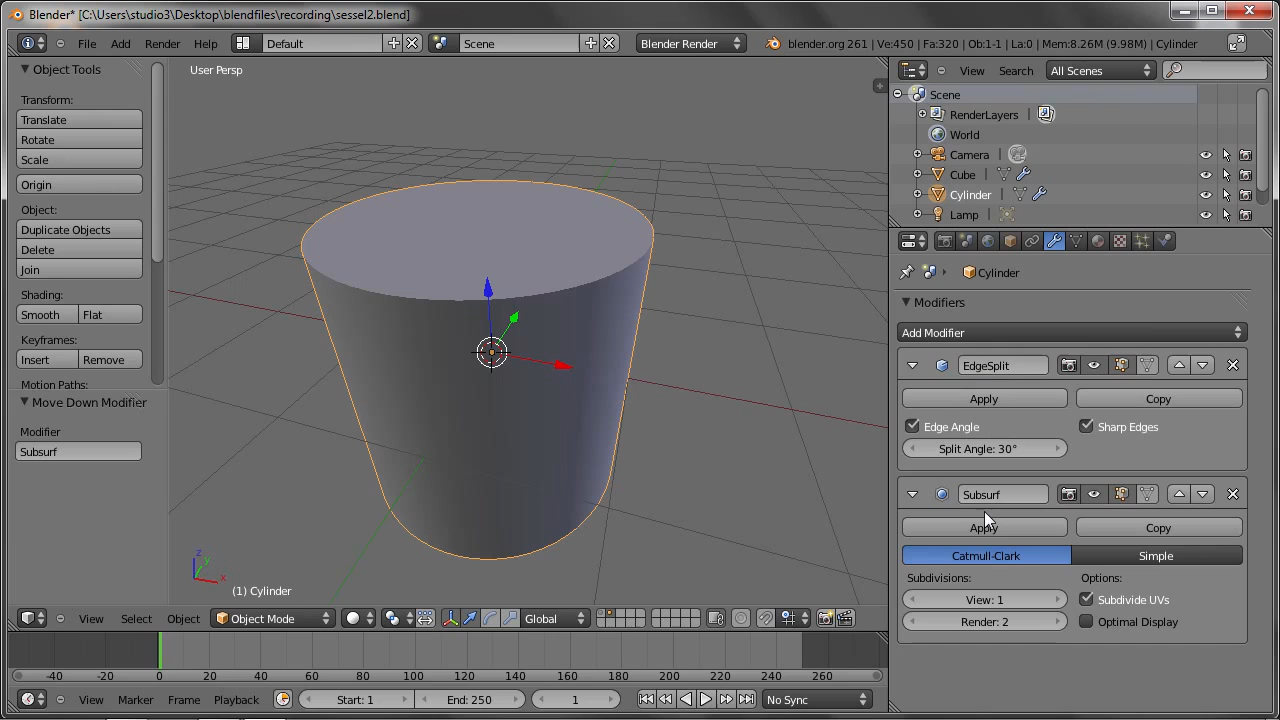 Blender* [C:\Users\studio3\Desktop\blendfiles\recording\sessel2.blend]
File Add Render Help Default Scene Blender Render blender.org 261 | Ve:450 | Fa:320 | Ob:1-1 | La:0 | Mem:8.26M (9.98M) | Cylinder
Object Tools
Transform:
Translate
Rotate
Scale
Origin
Object:
Duplicate Objects
Delete
Join
Shading:
Smooth Flat
Keyframes:
Insert Remove
Motion Paths:
Move Down Modifier
Modifier
Subsurf
User Persp
z
y
x
(1) Cylinder
View Select Object Object Mode Global
-40 -20 0 20 40 60 80 100 120 140 160 180 200 220 240 260
View Marker Frame Playback Start: 1 End: 250 1 No Sync
View Search All Scenes
Scene
RenderLayers
World
Camera
Cube
Cylinder
Lamp
Cylinder
Modifiers
Add Modifier
EdgeSplit
Apply Copy
Edge Angle Sharp Edges
Split Angle: 30°
Subsurf
Apply Copy
Catmull-Clark Simple
Subdivisions: Options:
View: 1 Subdivide UVs
Render: 2 Optimal Display